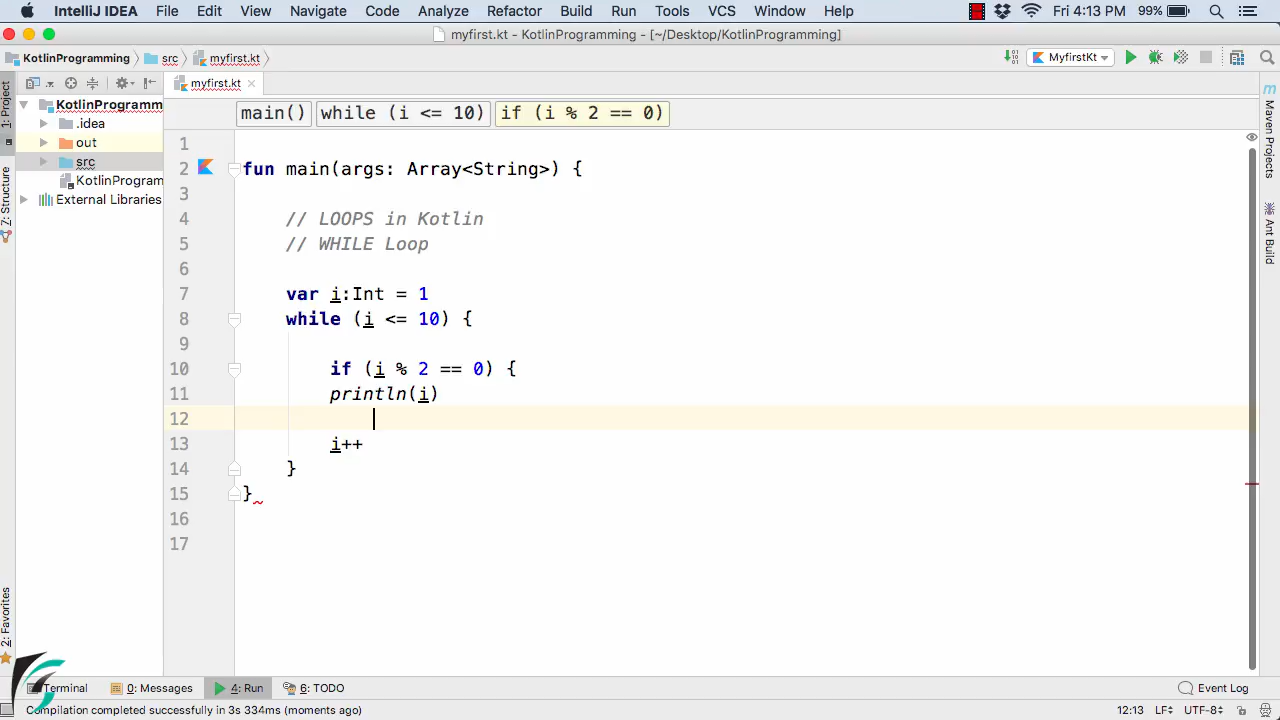 IntelliJ IDEA File Edit View Navigate Code Analyze Refactor Build Run Tools VCS Window Help Fri 4:13 PM 99%
myfirst.kt - KotlinProgramming - [~/Desktop/KotlinProgramming]
KotlinProgramming src myfirst.kt MyfirstKt
myfirst.kt
1: Project
KotlinProgramm
.idea
out
src
KotlinProgram
External Libraries
Z: Structure
2: Favorites
main() while (i <= 10) if (i % 2 == 0)
1
2 fun main(args: Array<String>) {
3
4 // LOOPS in Kotlin
5 // WHILE Loop
6
7 var i:Int = 1
8 while (i <= 10) {
9
10 if (i % 2 == 0) {
11 println(i)
12
13 i++
14 }
15 }
16
17
m
Maven Projects
Ant Build
Terminal 0: Messages 4: Run 6: TODO Event Log
Compilation completed successfully in 3s 334ms (moments ago) 12:13 LF÷ UTF-8÷